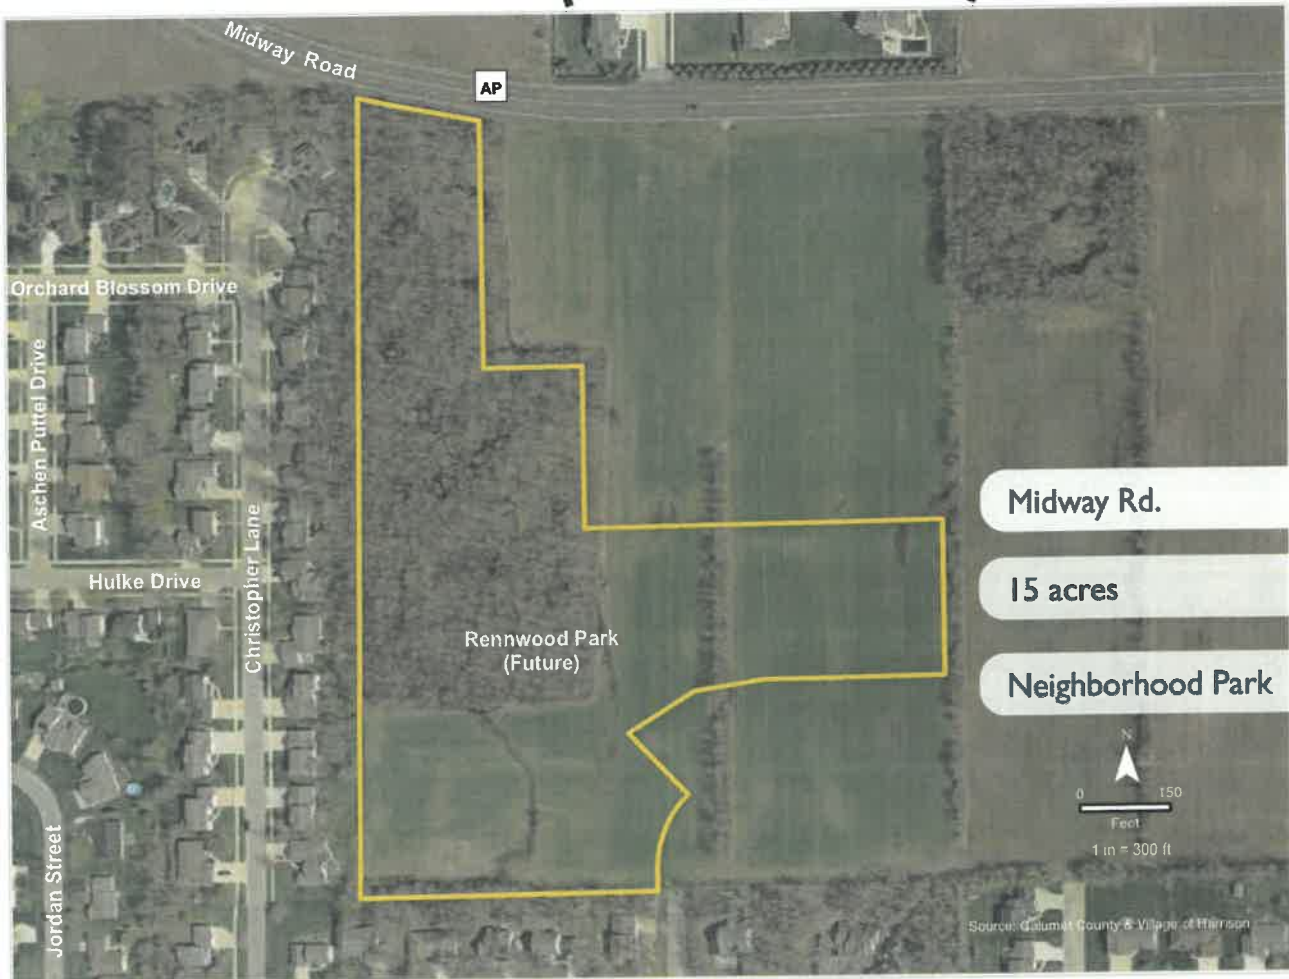 Midway Road
AP
Orchard Blossom Drive
Aschen Puttel Drive
Christopher Lane
Hulke Drive
Jordan Street
Rennwood Park
(Future)
Midway Rd.
15 acres
Neighborhood Park
N
0 150
Feet
1 in = 300 ft
Source: Calumet County & Village of Harrison